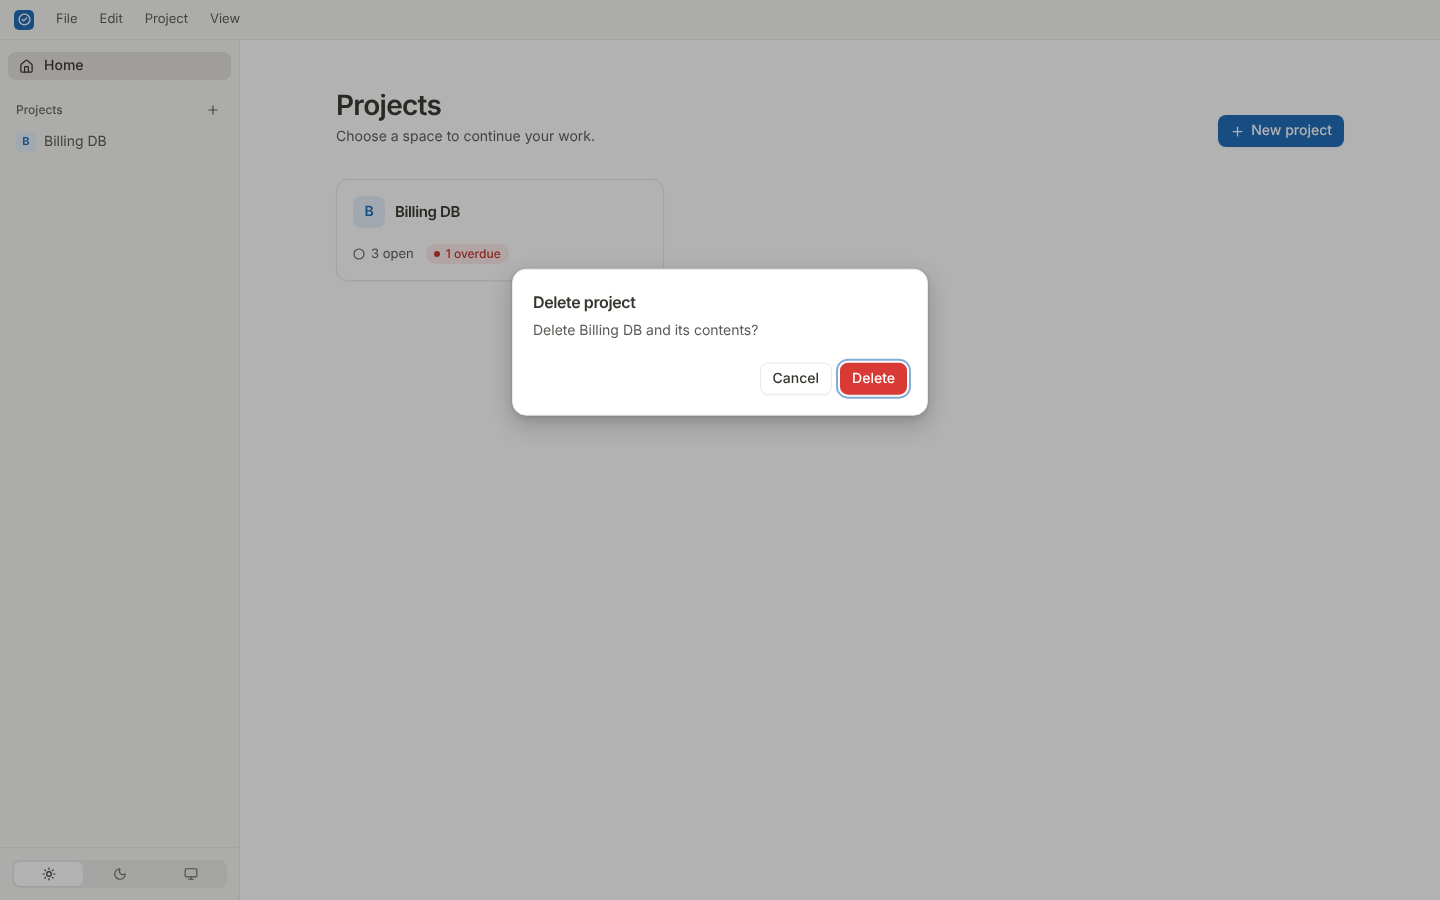 File Edit Project View
Home
Projects
B Billing DB
Projects
Choose a space to continue your work.
New project
B Billing DB
3 open 1 overdue
Delete project
Delete Billing DB and its contents?
Cancel Delete